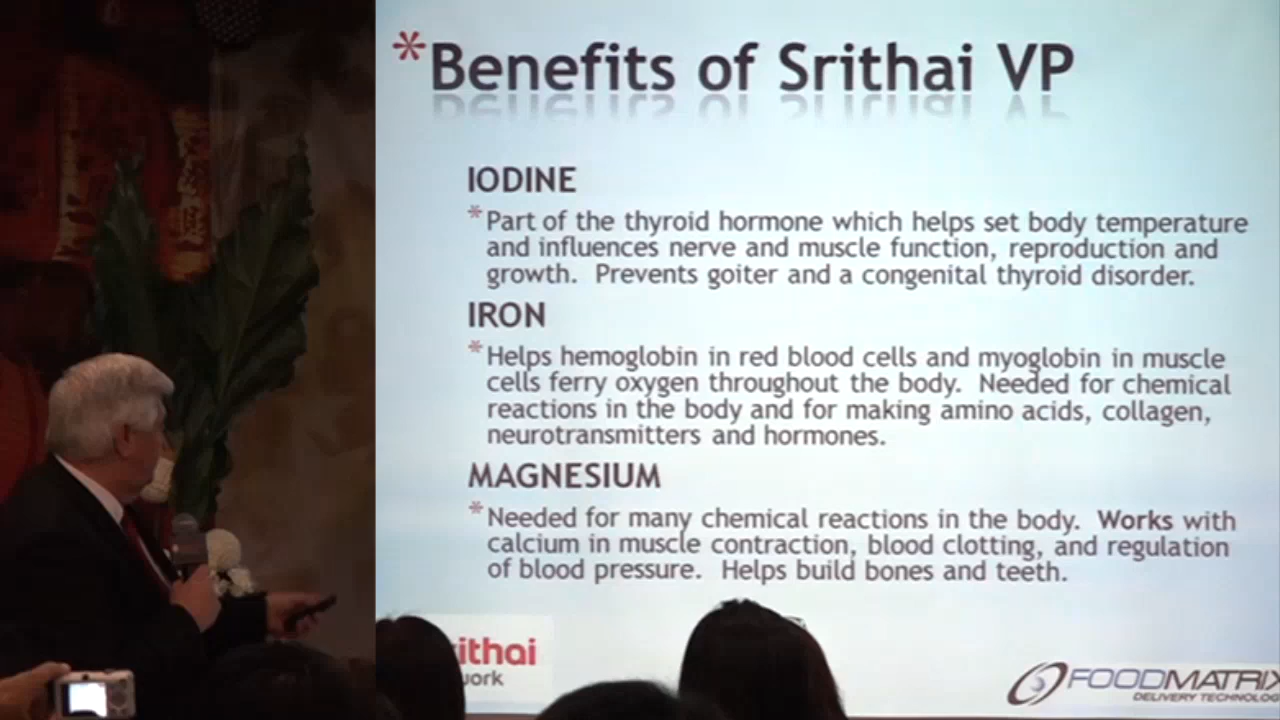 *Benefits of Srithai VP
IODINE
*Part of the thyroid hormone which helps set body temperature
and influences nerve and muscle function, reproduction and
growth. Prevents goiter and a congenital thyroid disorder.
IRON
*Helps hemoglobin in red blood cells and myoglobin in muscle
cells ferry oxygen throughout the body. Needed for chemical
reactions in the body and for making amino acids, collagen,
neurotransmitters and hormones.
MAGNESIUM
*Needed for many chemical reactions in the body. Works with
calcium in muscle contraction, blood clotting, and regulation
of blood pressure. Helps build bones and teeth.
ithai
work
FOODMATRIX
DELIVERY TECHNOLOG